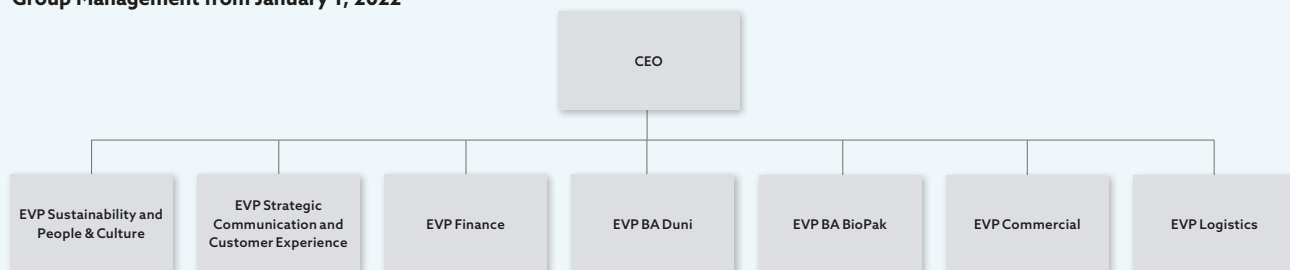 Group Management from January 1, 2022
CEO
EVP Sustainability and
People & Culture
EVP Strategic
Communication and
Customer Experience
EVP Finance
EVP BA Duni
EVP BA BioPak
EVP Commercial
EVP Logistics